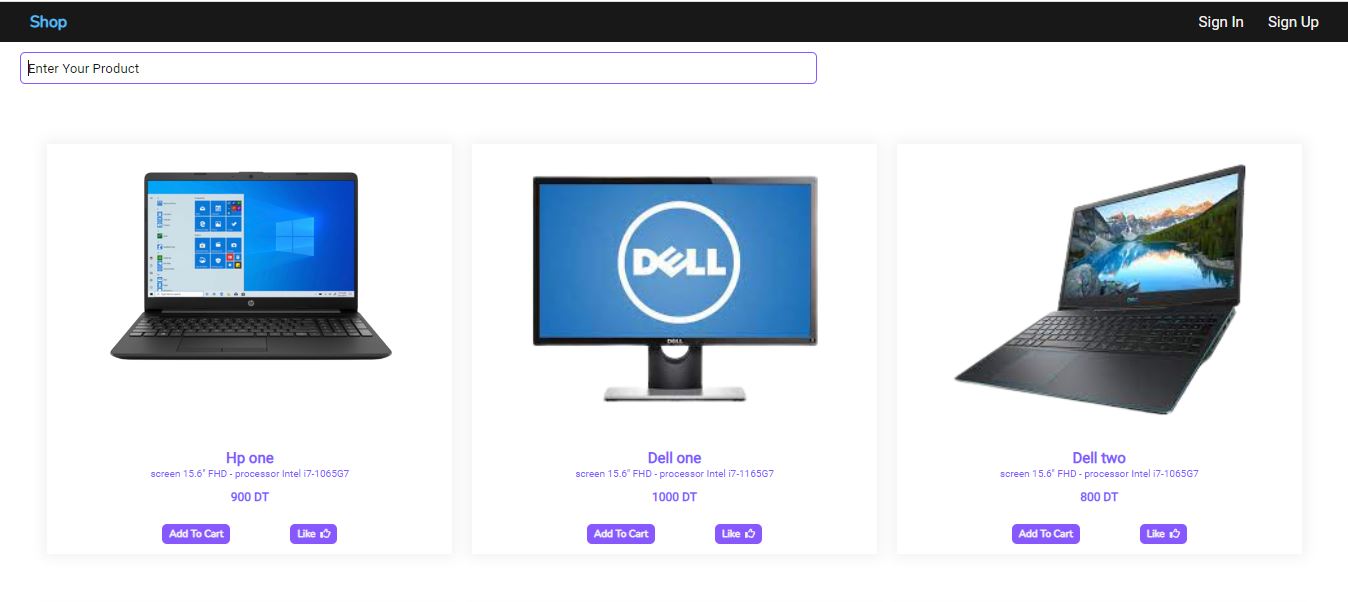 Shop
Sign In
Sign Up
Enter Your Product
DELL
DELL
DELL
Hp one
screen 15.6" FHD - processor Intel i7-1065G7
900 DT
Add To Cart
Like
Dell one
screen 15.6" FHD - processor Intel i7-1165G7
1000 DT
Add To Cart
Like
Dell two
screen 15.6" FHD - processor Intel i7-1065G7
800 DT
Add To Cart
Like